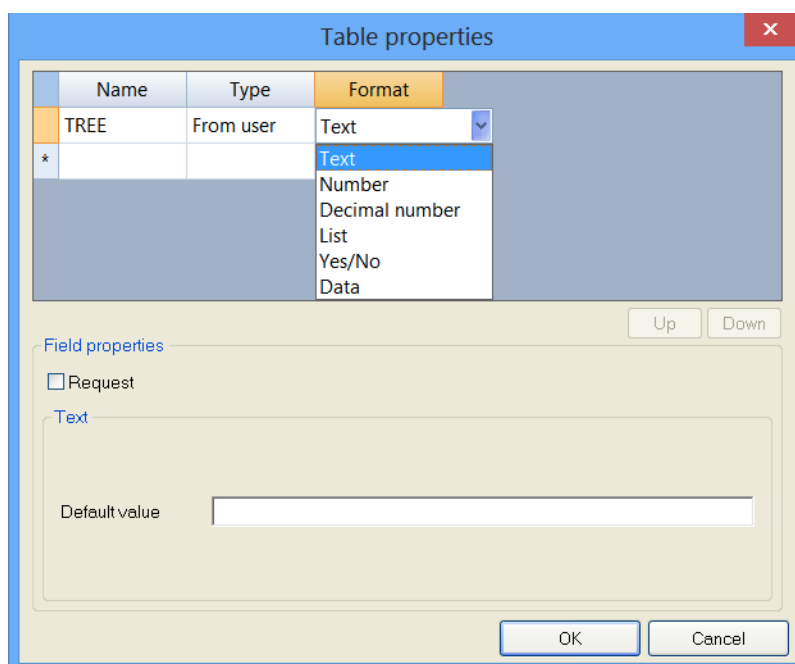 Table properties
Name Type Format
TREE From user Text
* Text
Number
Decimal number
List
Yes/No
Data
Up Down
Field properties
Request
Text
Default value
OK Cancel